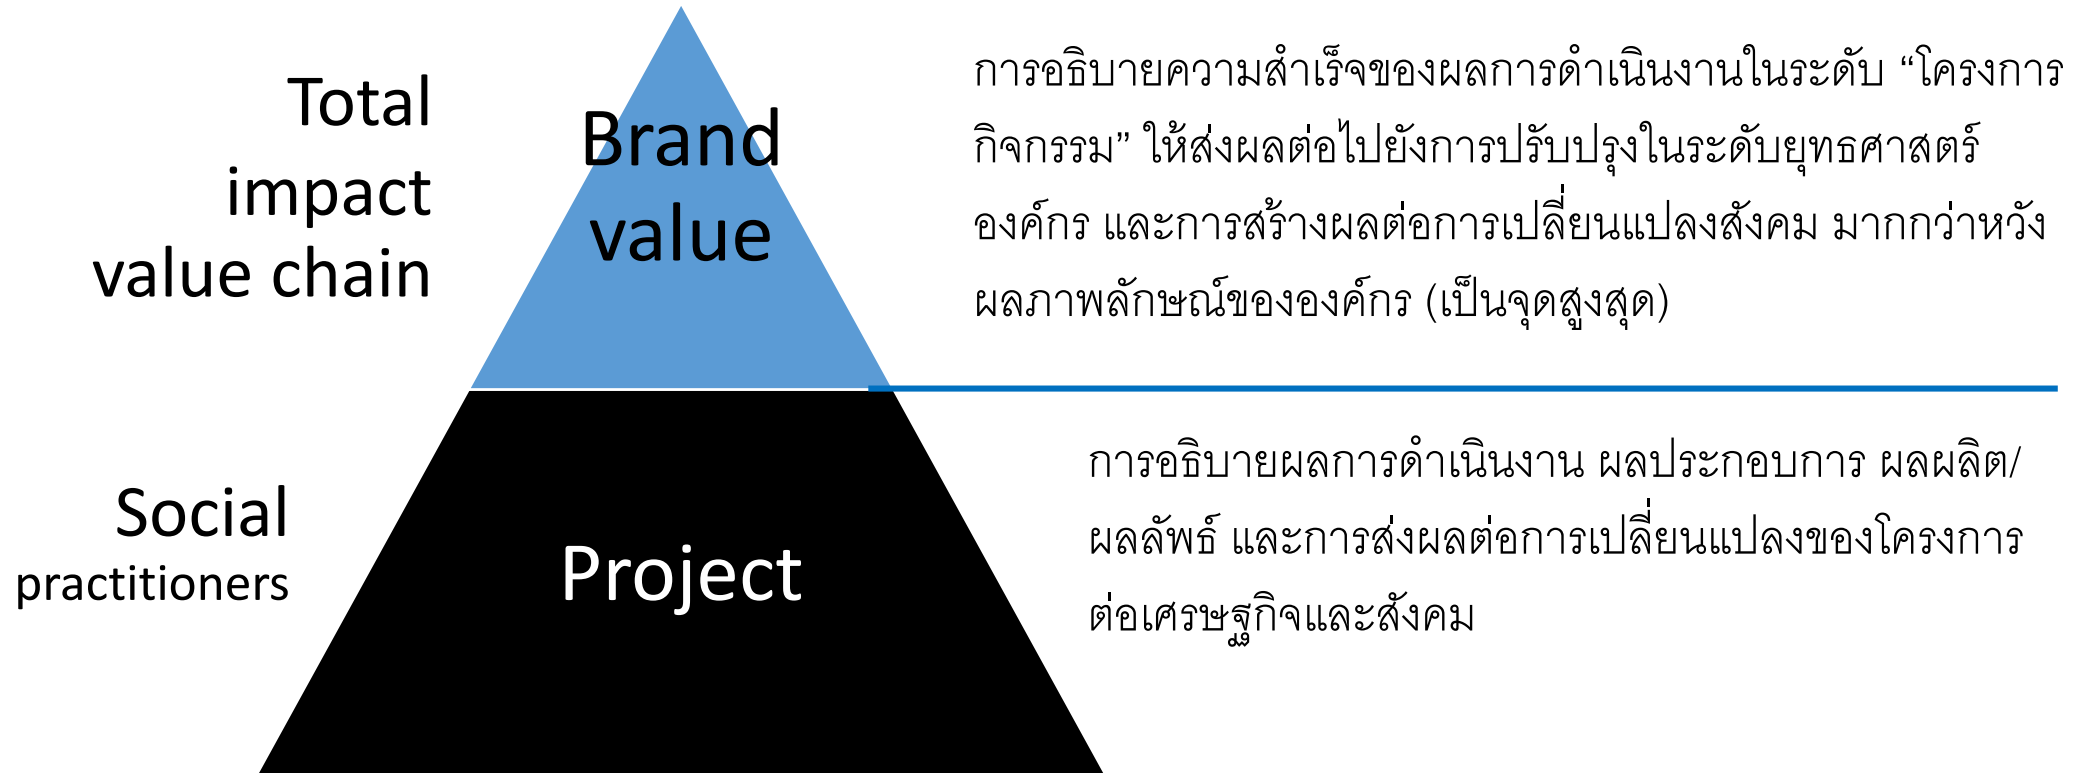 Total
impact
value chain
Brand
value
การอธิบายความสำเร็จของผลการดำเนินงานในระดับ “โครงการ
กิจกรรม” ให้ส่งผลต่อไปยังการปรับปรุงในระดับยุทธศาสตร์
องค์กร และการสร้างผลต่อการเปลี่ยนแปลงสังคม มากกว่าหวัง
ผลภาพลักษณ์ขององค์กร (เป็นจุดสูงสุด)
Social
practitioners
Project
การอธิบายผลการดำเนินงาน ผลประกอบการ ผลผลิต/
ผลลัพธ์ และการส่งผลต่อการเปลี่ยนแปลงของโครงการ
ต่อเศรษฐกิจและสังคม